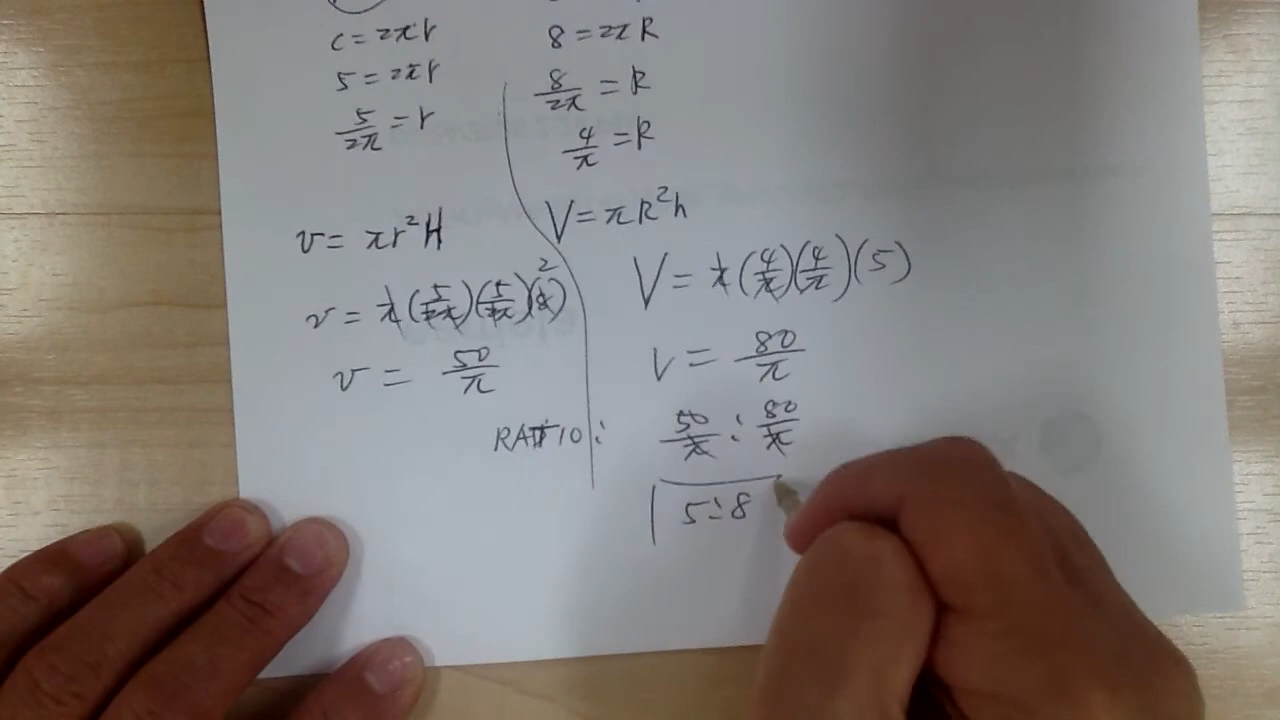 c = 2πr
5 = 2πr
5/2π = r
8 = 2πR
8/2π = R
4/π = R
v = πr²H
v = π(5/2π)(5/2π)(8) 2
v = 50/π
V = πR²h
V = π(4/π)(4/π)(5)
V = 80/π
RATIO: 50/π : 80/π
5:8